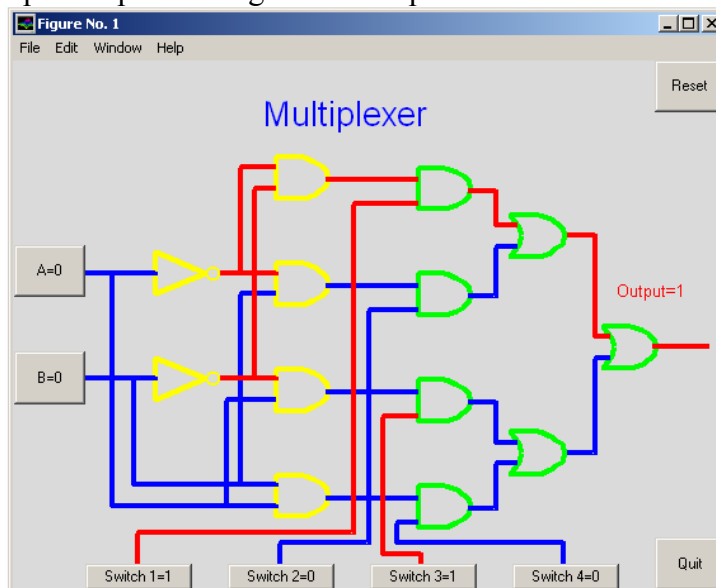 Figure No. 1
File Edit Window Help
Reset
Multiplexer
A=0
Output=1
B=0
Quit
Switch 1=1 Switch 2=0 Switch 3=1 Switch 4=0